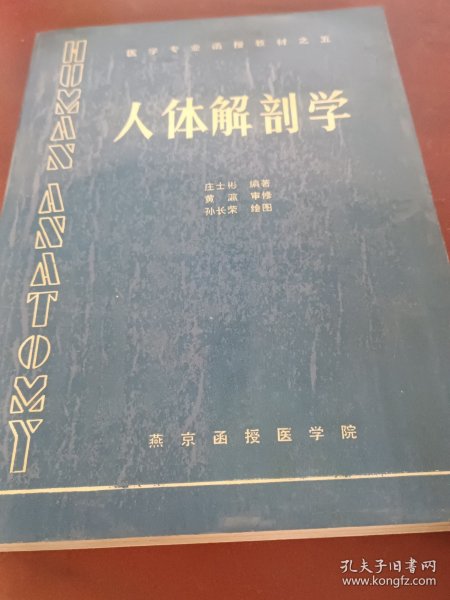 医学专业函授教材之五
人体解剖学
HUMAN ANATOMY
庄士彬 编著
黄瀛 审修
孙长荣 绘图
燕京函授医学院
孔夫子旧书网
www.kongfz.com